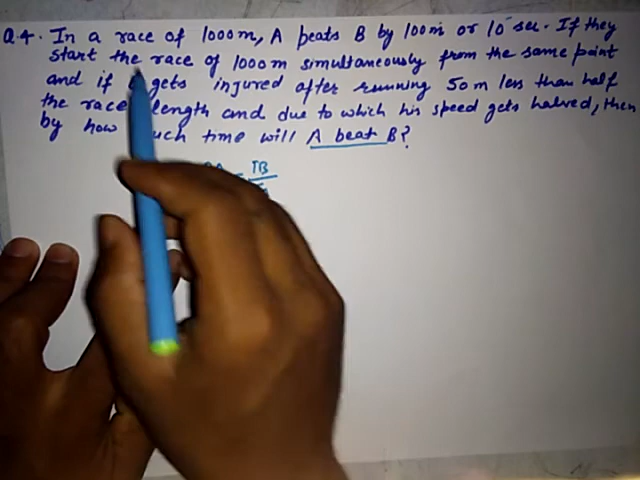 Q.4. In a race of 1000m, A beats B by 100m or 10 sec. If they
start the race of 1000m simultaneously from the same point
and if gets injured after running 50m less than half
the race length and due to which his speed gets halved, then
by how uch time will A beat B?
TB